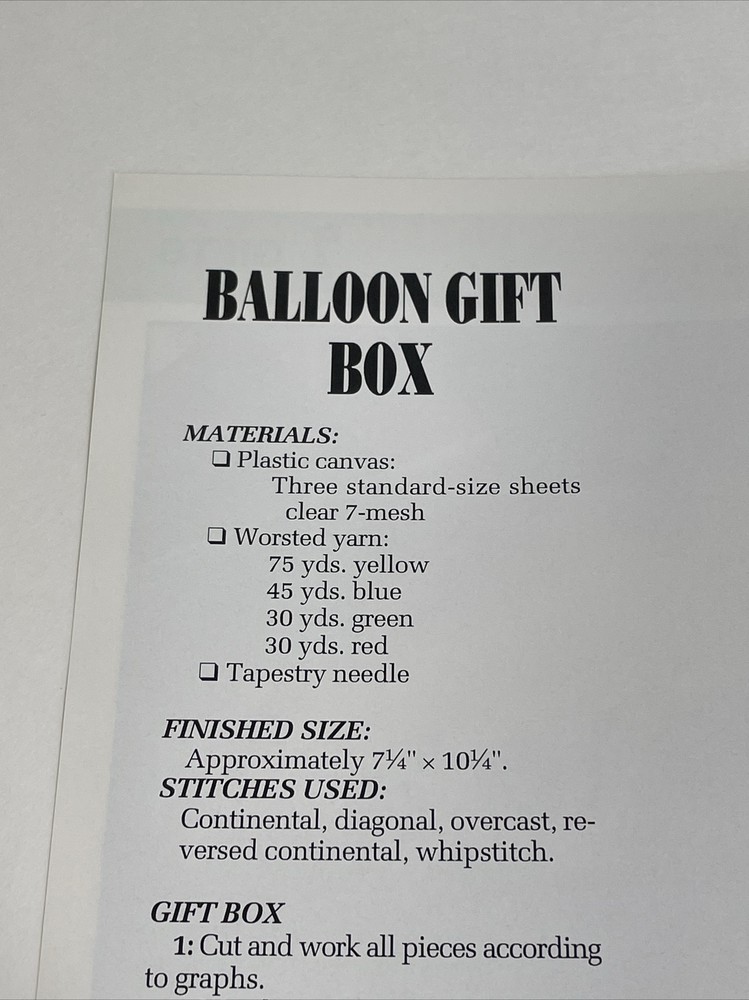 BALLOON GIFT
BOX
MATERIALS:
❏ Plastic canvas:
Three standard-size sheets
clear 7-mesh
❏ Worsted yarn:
75 yds. yellow
45 yds. blue
30 yds. green
30 yds. red
❏ Tapestry needle
FINISHED SIZE:
Approximately 7¼" × 10¼".
STITCHES USED:
Continental, diagonal, overcast, re-
versed continental, whipstitch.
GIFT BOX
1: Cut and work all pieces according
to graphs.